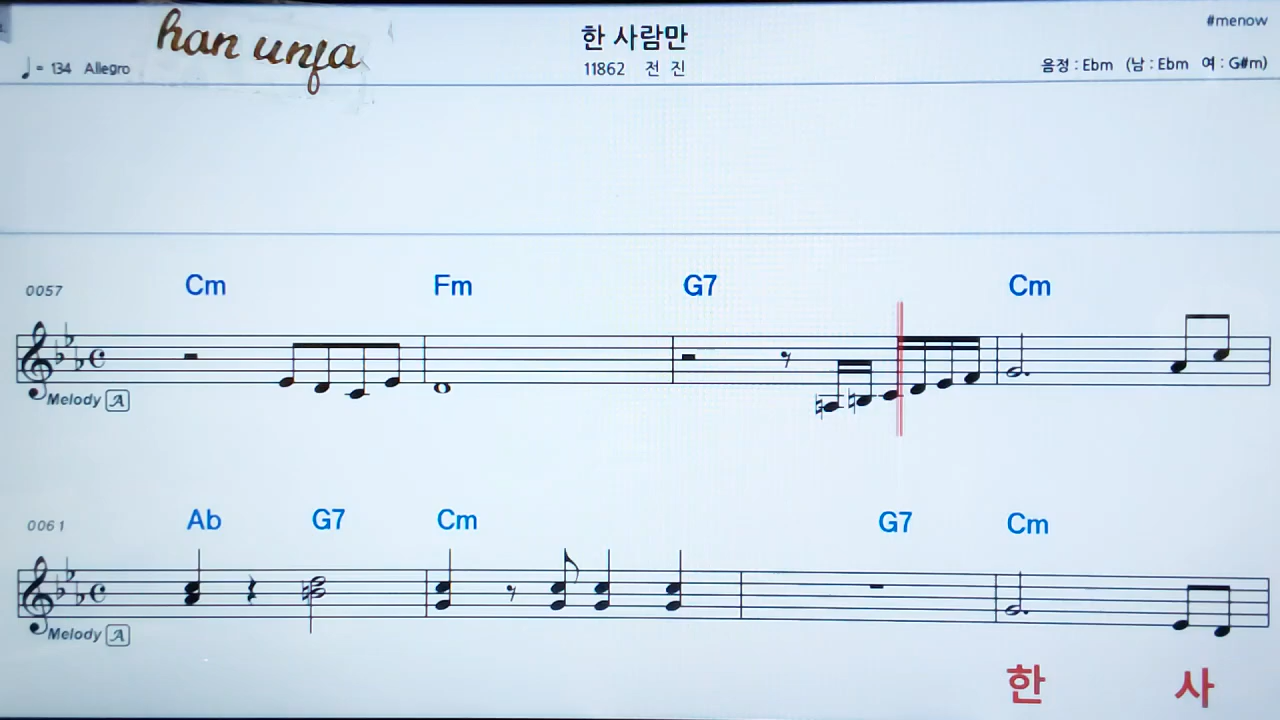 han unfa
한 사람만
#menow
♩= 134 Allegro
11862 전 진
음정 : Ebm (남 : Ebm 여 : G#m)
Cm Fm G7 Cm
0057
Melody A
Ab G7 Cm G7 Cm
0061
Melody A
한 사